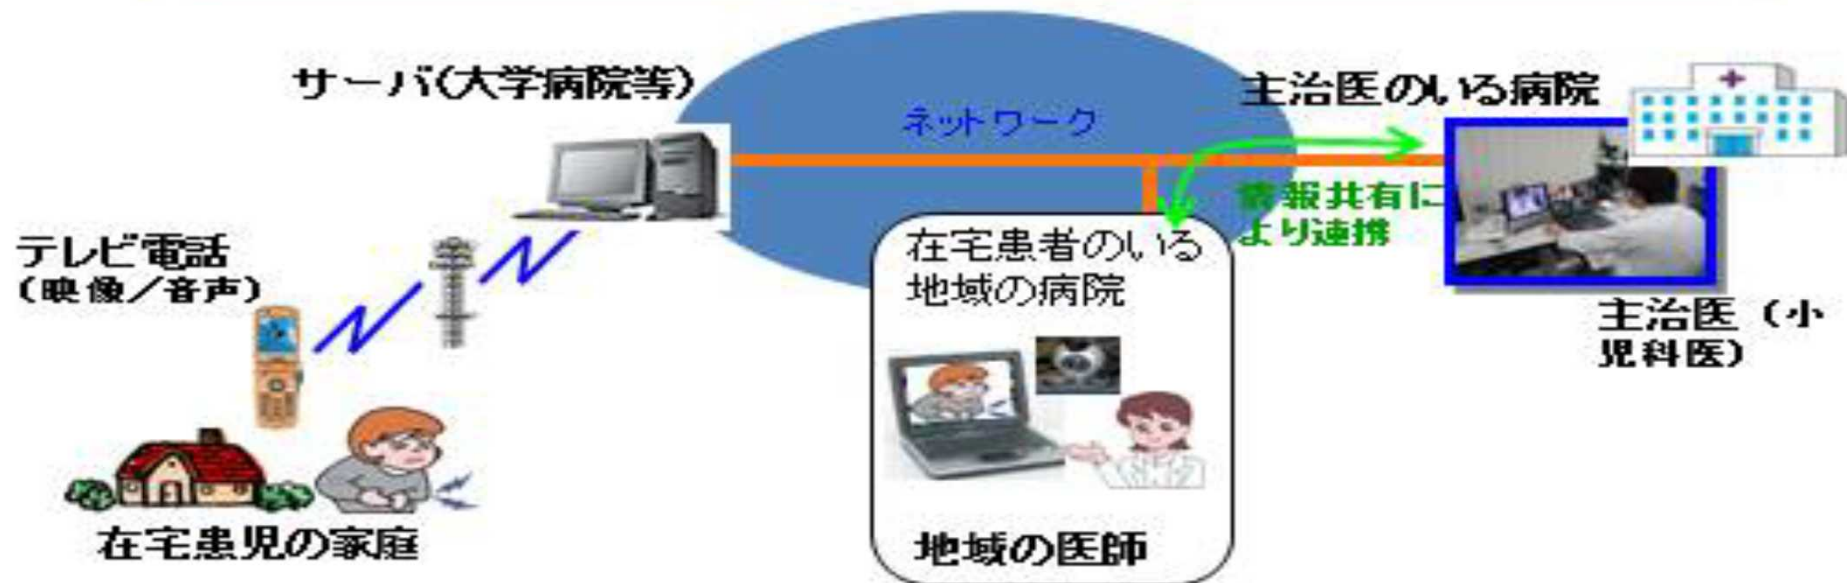 サーバ(大学病院等)
ネットワーク
主治医のいる病院
情報共有に
より連携
テレビ電話
(映像/音声)
在宅患者のいる
地域の病院
主治医(小
児科医)
在宅患児の家庭
地域の医師